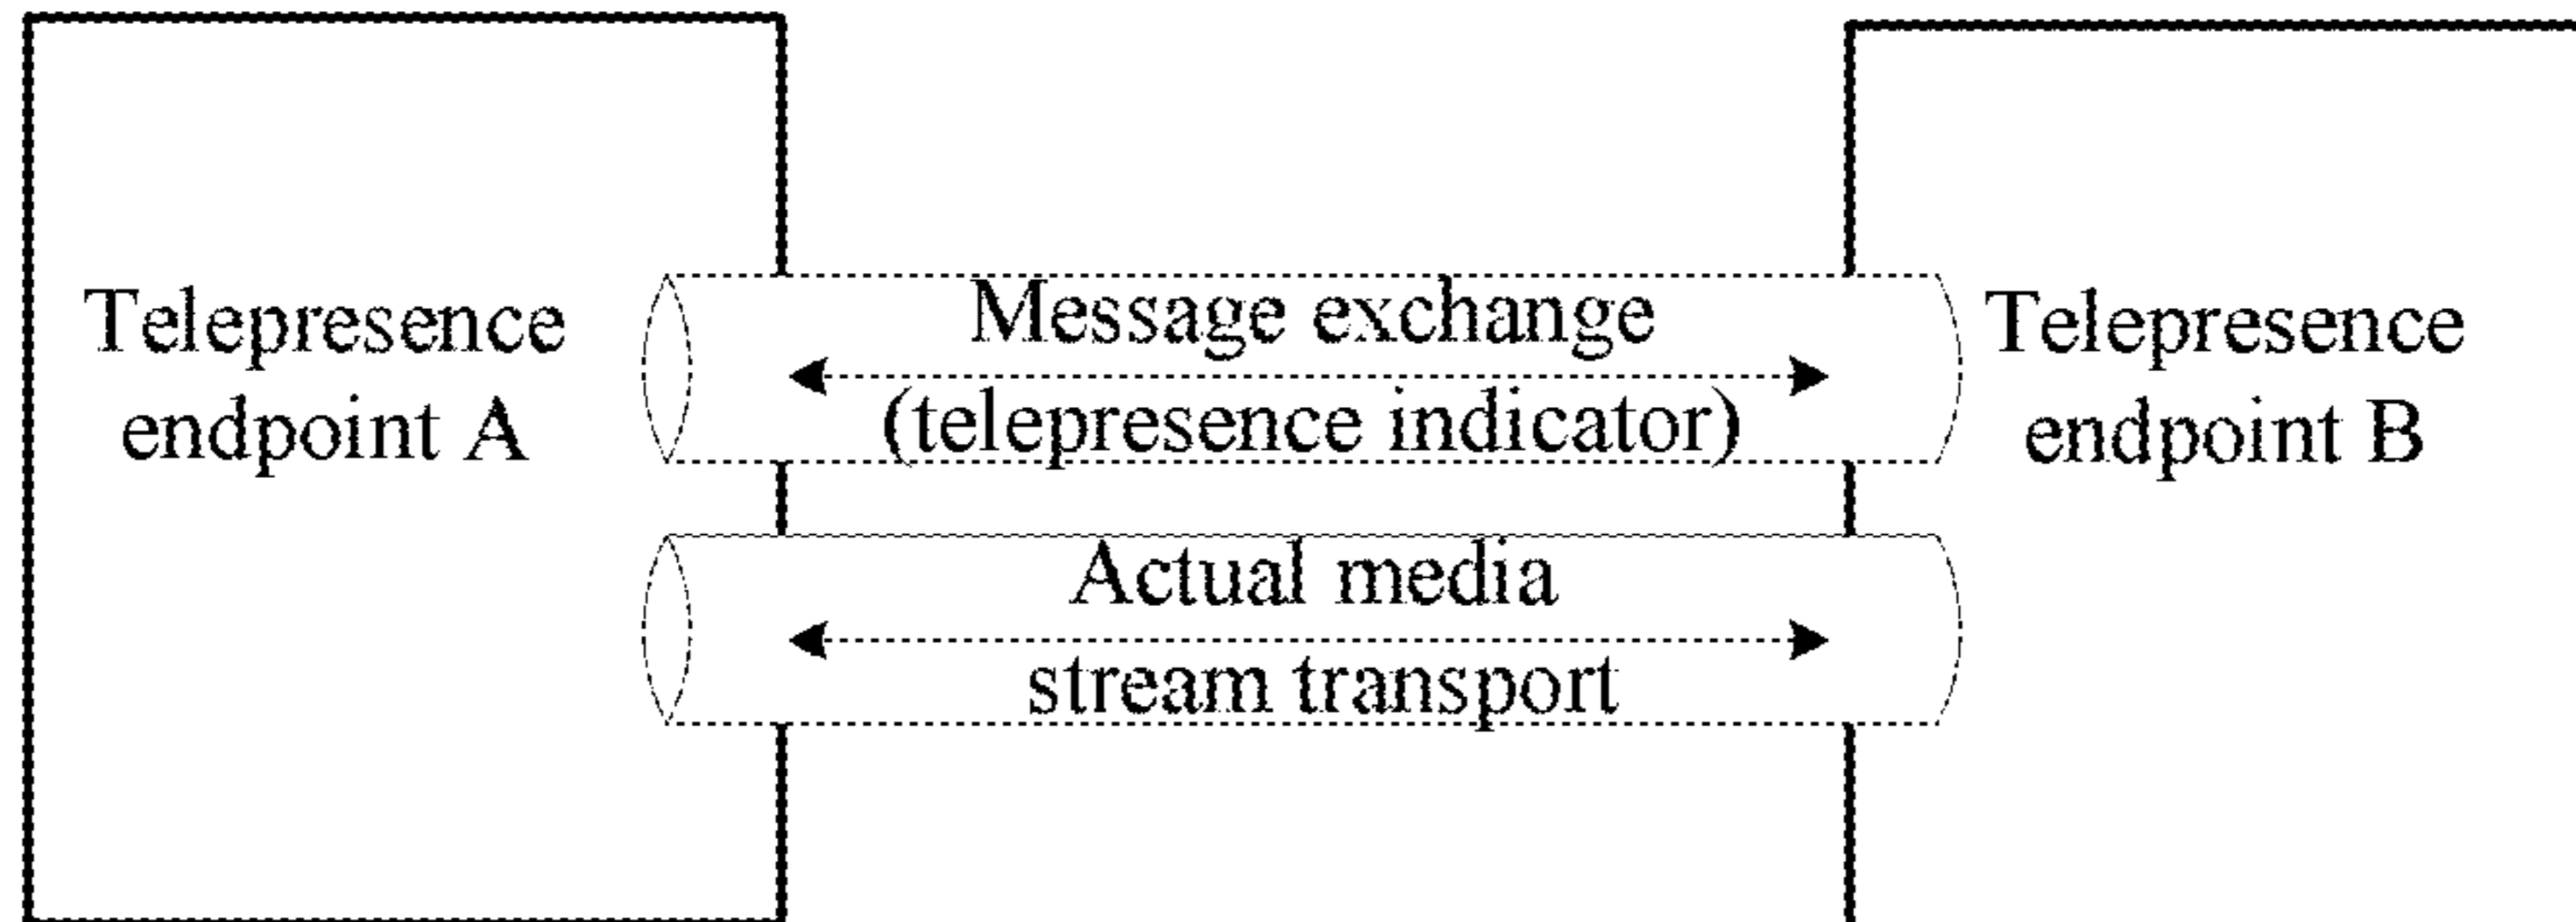 Telepresence
endpoint A
Message exchange
(telepresence indicator)
Actual media
stream transport
Telepresence
endpoint B